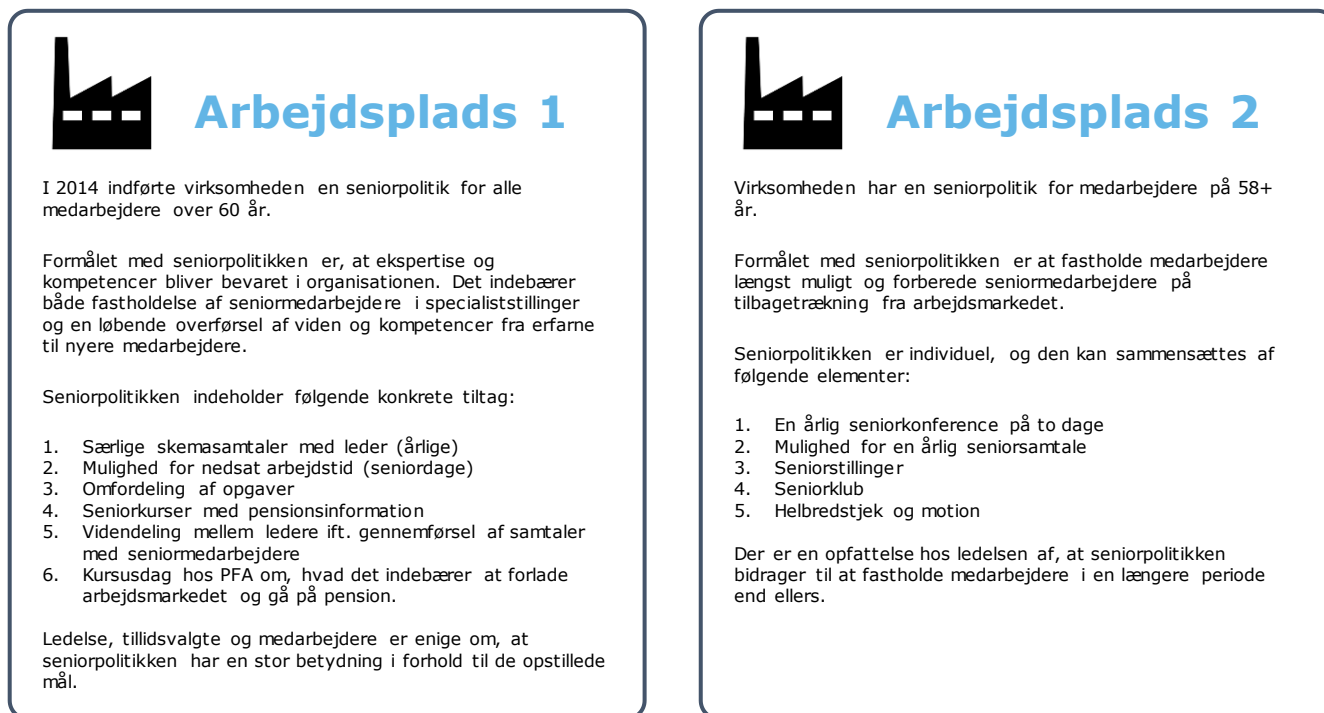 Arbejdsplads 1
I 2014 indførte virksomheden en seniorpolitik for alle
medarbejdere over 60 år.
Formålet med seniorpolitikken er, at ekspertise og
kompetencer bliver bevaret i organisationen. Det indebærer
både fastholdelse af seniormedarbejdere i specialiststillinger
og en løbende overførsel af viden og kompetencer fra erfarne
til nyere medarbejdere.
Seniorpolitikken indeholder følgende konkrete tiltag:
1. Særlige skemasamtaler med leder (årlige)
2. Mulighed for nedsat arbejdstid (seniordage)
3. Omfordeling af opgaver
4. Seniorkurser med pensionsinformation
5. Videndeling mellem ledere ift. gennemførsel af samtaler
med seniormedarbejdere
6. Kursusdag hos PFA om, hvad det indebærer at forlade
arbejdsmarkedet og gå på pension.
Ledelse, tillidsvalgte og medarbejdere er enige om, at
seniorpolitikken har en stor betydning i forhold til de opstillede
mål.
Arbejdsplads 2
Virksomheden har en seniorpolitik for medarbejdere på 58+
år.
Formålet med seniorpolitikken er at fastholde medarbejdere
længst muligt og forberede seniormedarbejdere på
tilbagetrækning fra arbejdsmarkedet.
Seniorpolitikken er individuel, og den kan sammensættes af
følgende elementer:
1. En årlig seniorkonference på to dage
2. Mulighed for en årlig seniorsamtale
3. Seniorstillinger
4. Seniorklub
5. Helbredstjek og motion
Der er en opfattelse hos ledelsen af, at seniorpolitikken
bidrager til at fastholde medarbejdere i en længere periode
end ellers.